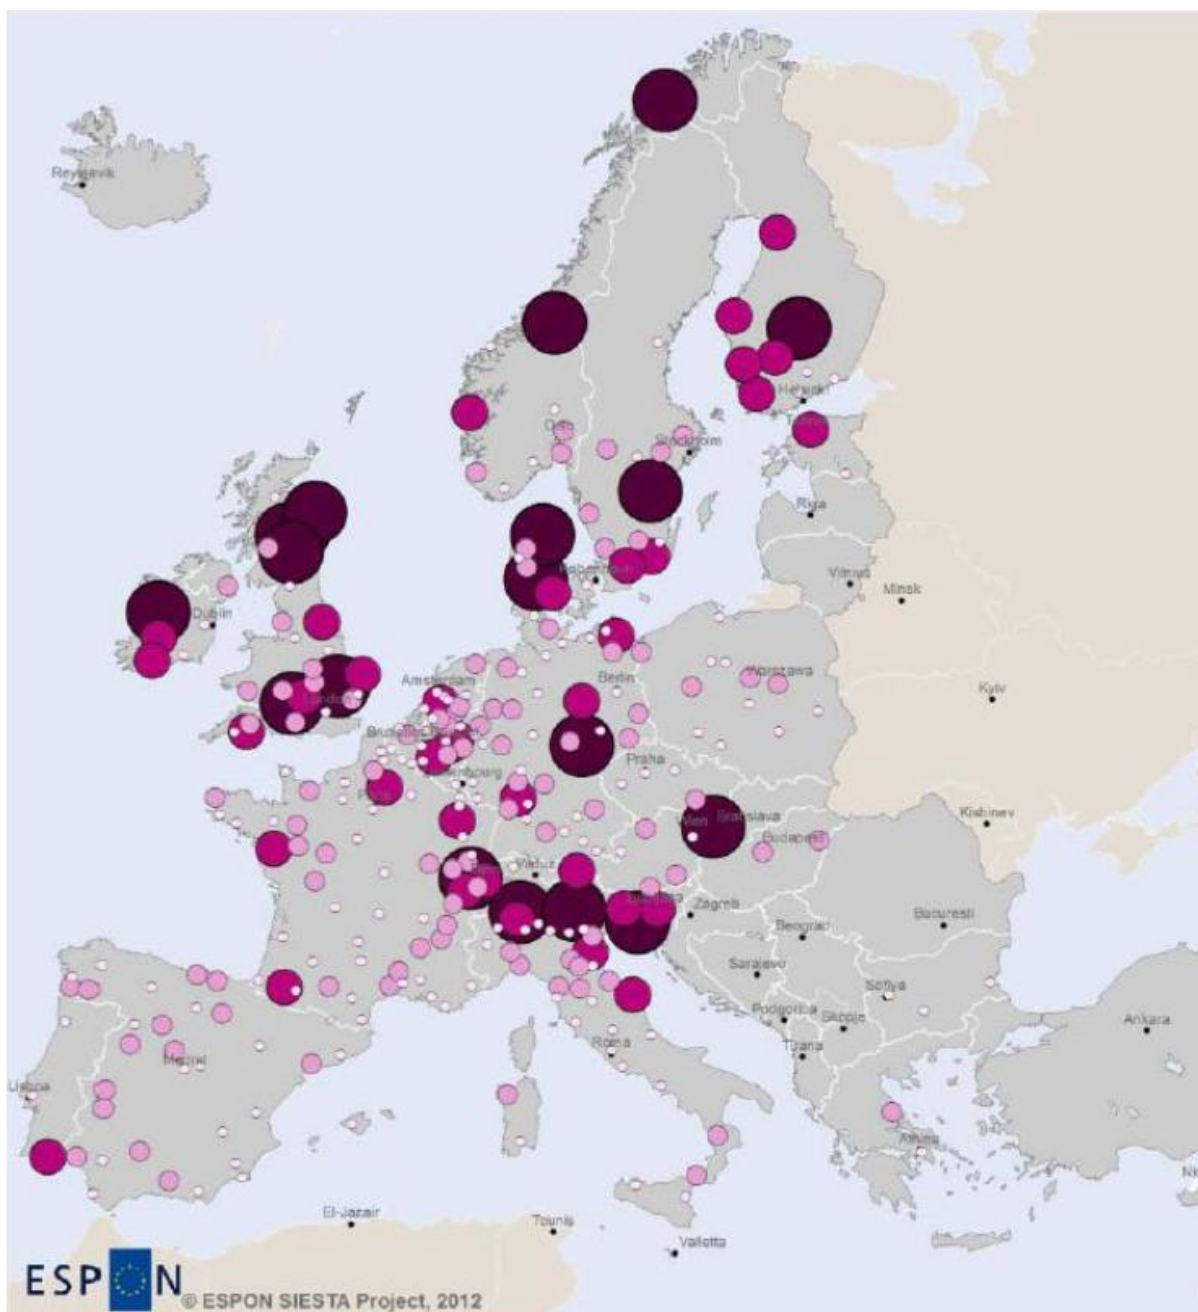 Reykjavik
Stockholm
Riga
Vilnius
Minsk
Dublin
Warszawa
Berlin
Amsterdam
Kyiv
Praha
Kishinev
Bratislava
Wien
Budapest
Vaduz
Zagreb
Bucuresti
Beograd
Sarajevo
Sofiya
Podgorica
Skopje
Ankara
Tirana
Roma
Madrid
Lisboa
Athina
El-Jazair
Tounis
Valletta
ESPON
© ESPON SIESTA Project, 2012